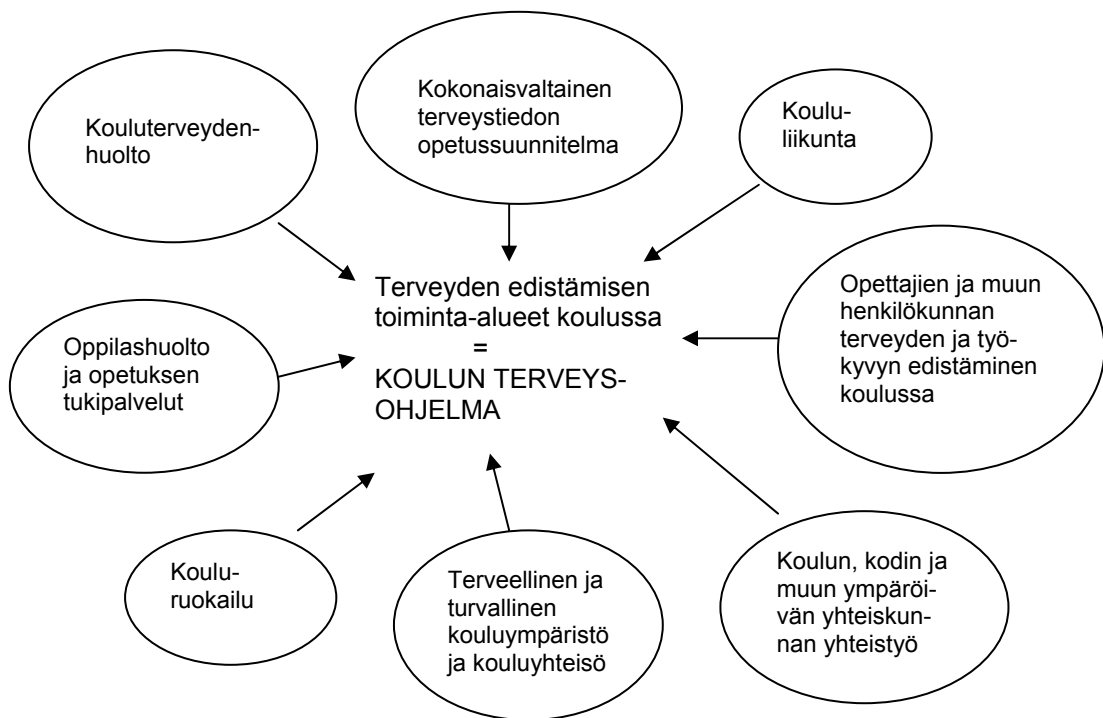 Kouluterveyden-
huolto
Kokonaisvaltainen
terveystiedon
opetussuunnitelma
Koulu-
liikunta
Terveyden edistämisen
toiminta-alueet koulussa
=
KOULUN TERVEYS-
OHJELMA
Opettajien ja muun
henkilökunnan
terveyden ja työ-
kyvyn edistäminen
koulussa
Oppilashuolto
ja opetuksen
tukipalvelut
Koulu-
ruokailu
Terveellinen ja
turvallinen
kouluympäristö
ja kouluyhteisö
Koulun, kodin ja
muun ympäröi-
vän yhteiskun-
nan yhteistyö